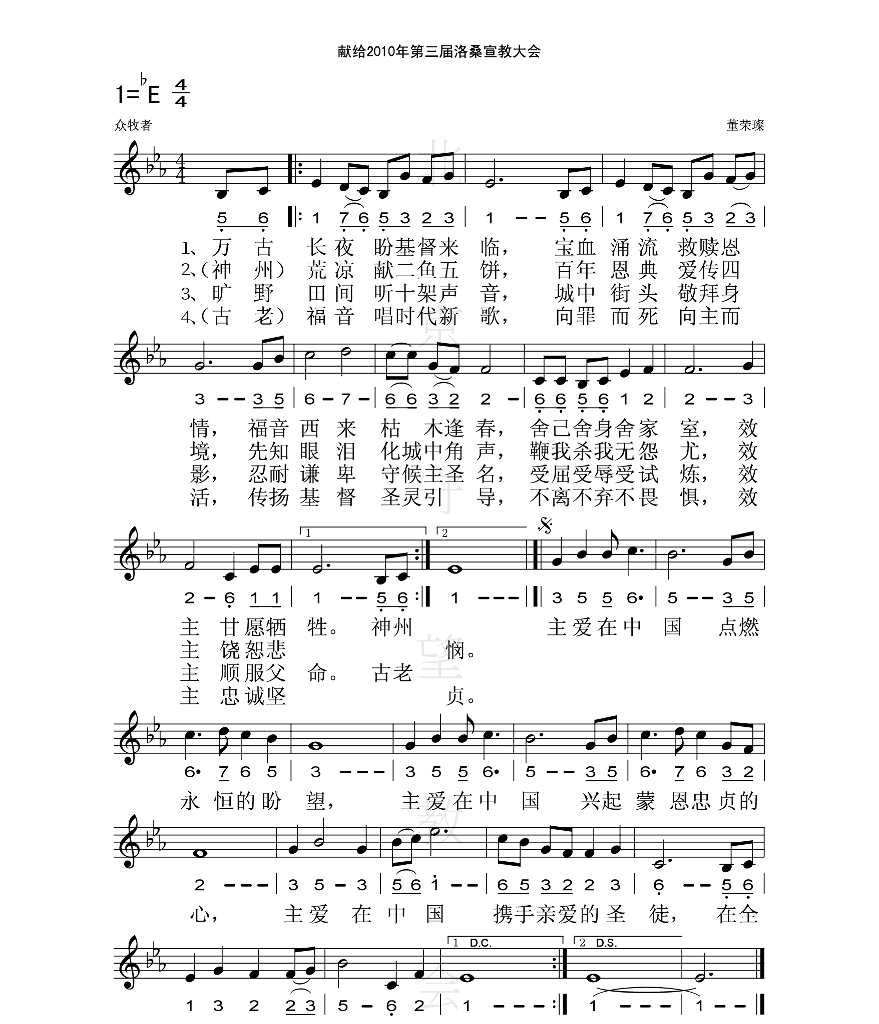 献给2010年第三届洛桑宣教大会
1=♭E 4/4
众牧者 董荣璨
5 6 1 7 6 5 3 2 3 1 -- 5 6 1 7 6 5 3 2 3
1、万 古 长 夜 盼基督来 临， 宝血 涌流 救赎恩
2、（神 州）荒 凉 献二鱼五 饼， 百年 恩典 爱传四
3、旷 野 田 间 听十架声 音， 城中 街头 敬拜身
4、（古 老）福 音 唱时代新 歌， 向罪 而死 向主而
3 -- 3 5 6 - 7 - 6 6 3 2 2 - 6 6 5 6 1 2 2 -- 3
情， 福音 西 来 枯 木逢 春，舍己舍身舍家 室， 效
境， 先知 眼 泪 化城中角 声，鞭我杀我无怨 尤， 效
影， 忍耐 谦 卑 守候主圣 名，受屈受辱受试 炼， 效
活， 传扬 基 督 圣灵引 导，不离不弃不畏 惧， 效
1 2
2 - 6 1 1 1 -- 5 6 1 --- 3 5 5 6· 5 -- 3 5
主 甘愿牺 牲。 神州 主爱在中 国 点燃
主 饶恕悲 悯。
主 顺服父 命。 古老
主 忠诚坚 贞。
6· 7 6 5 3 --- 3 5 5 6· 5 -- 3 5 6· 7 6 3 2
永 恒的盼 望， 主爱在中 国 兴起 蒙恩忠贞的
2 --- 3 5 - 3 5 6 1 -- 6 5 3 2 2 3 6 -- 5 6
心， 主 爱 在 中 国 携手亲爱的圣 徒， 在全
1 D.C. 2 D.S.
1 3 2 2 3 5 - 6 2 1 --- 1 --- 1 --
北京守望教会